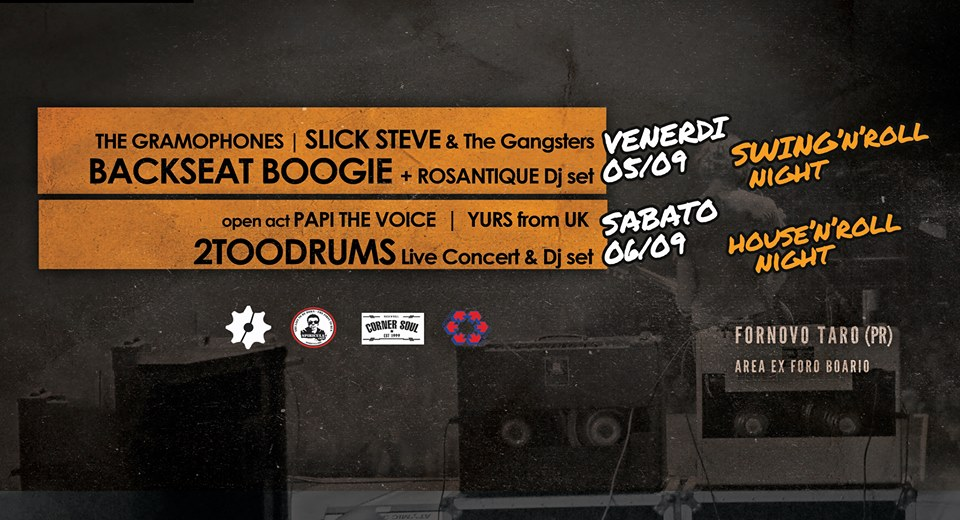 THE GRAMOPHONES | SLICK STEVE & The Gangsters
BACKSEAT BOOGIE + ROSANTIQUE Dj set
VENERDI
05/09
SWING'N'ROLL
NIGHT
open act PAPI THE VOICE | YURS from UK
2TOODRUMS Live Concert & Dj set
SABATO
06/09
HOUSE'N'ROLL
NIGHT
CORNER SOUL
EST 1999
FORNOVO TARO (PR)
AREA EX FORO BOARIO